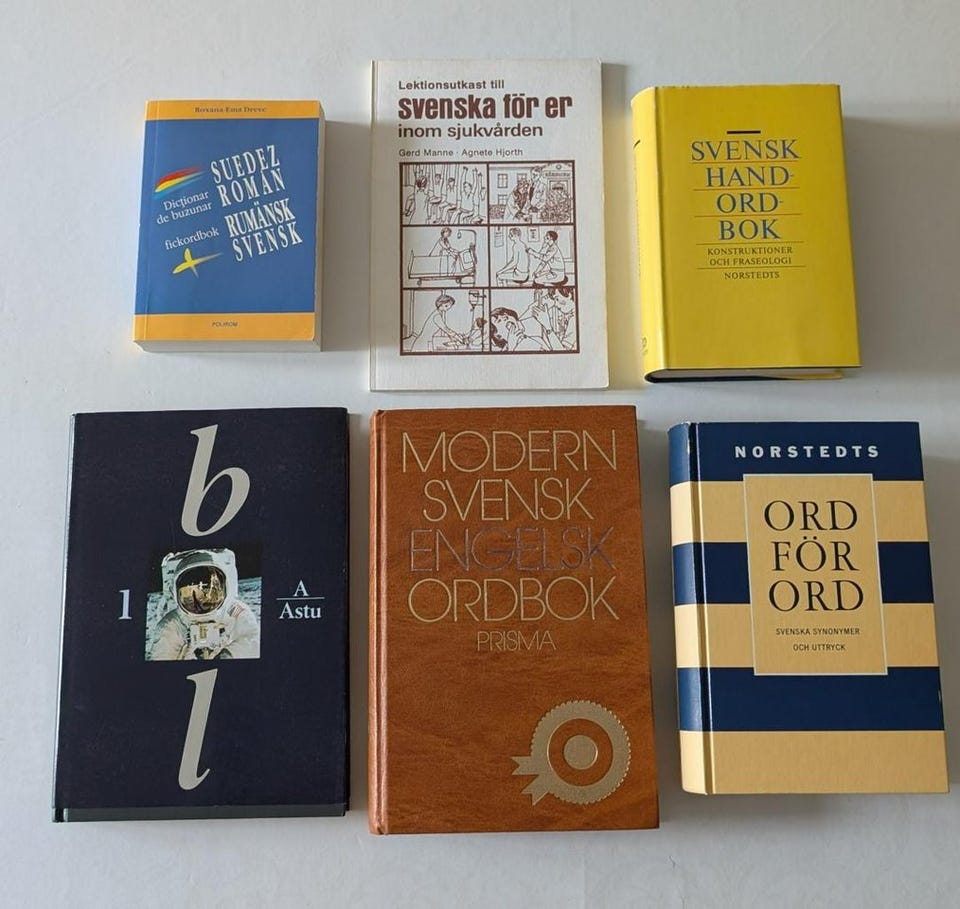 Roxana-Ema Dreve
SUEDEZ
ROMÂN
Dicționar
de buzunar
fickordbok
RUMÄNSK
SVENSK
POLIROM
Lektionsutkast till
svenska för er
inom sjukvården
Gerd Manne · Agnete Hjorth
SVENSK
HAND-
ORD-
BOK
KONSTRUKTIONER
OCH FRASEOLOGI
NORSTEDTS
b
1
A
Astu
l
MODERN
SVENSK
ENGELSK
ORDBOK
PRISMA
NORSTEDTS
ORD
FÖR
ORD
SVENSKA SYNONYMER
OCH UTTRYCK